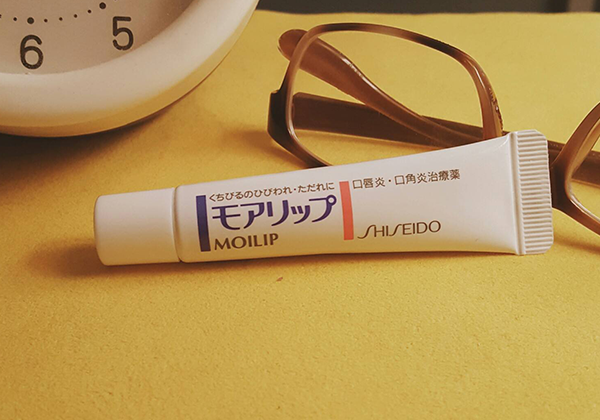 6 5
くちびるのひびわれ・ただれに
モアリップ
MOILIP
口唇炎・口角炎治療薬
SHISEIDO